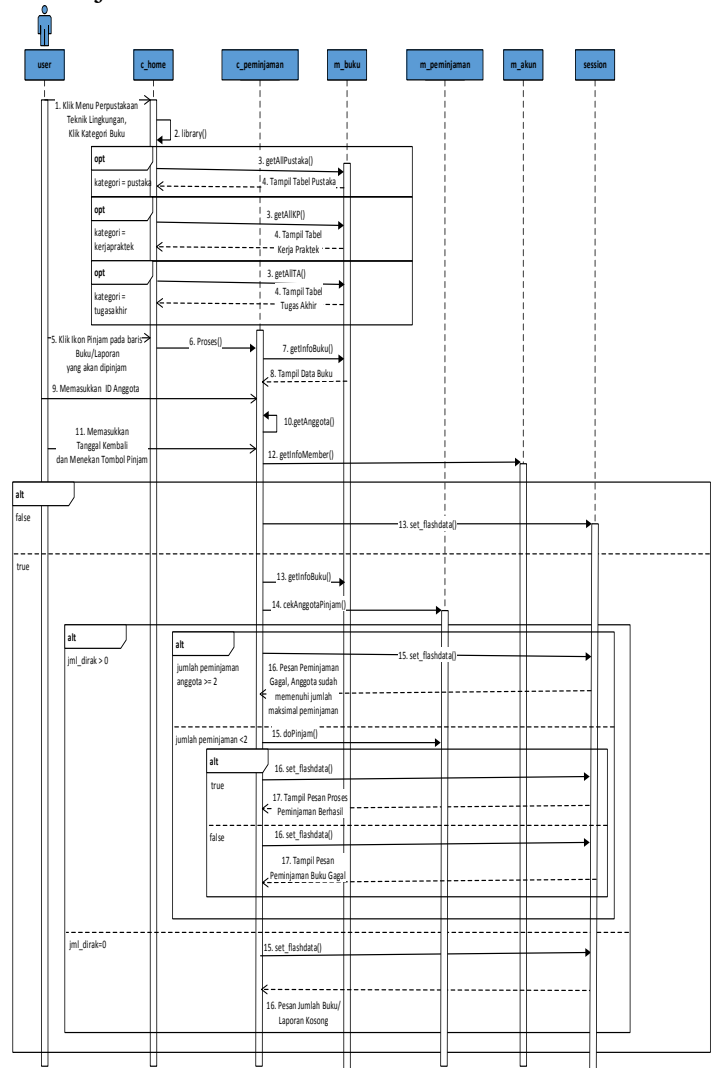 user
c_home
c_peminjaman
m_buku
m_peminjaman
m_akun
session
1. Klik Menu Perpustakaan
Teknik Lingkungan,
Klik Kategori Buku
2. library()
opt
3. getAllPustaka()
kategori = pustaka
4. Tampil Tabel Pustaka
opt
3. getAllKP()
kategori =
kerjapraktek
4. Tampil Tabel
Kerja Praktek
opt
3. getAllTA()
kategori =
tugasakhir
4. Tampil Tabel
Tugas Akhir
5. Klik Ikon Pinjam pada baris
Buku/Laporan
yang akan dipinjam
6. Proses()
7. getInfoBuku()
8. Tampil Data Buku
9. Memasukkan ID Anggota
10.getAnggota()
11. Memasukkan
Tanggal Kembali
dan Menekan Tombol Pinjam
12. getInfoMember()
alt
false
13. set_flashdata()
true
13. getInfoBuku()
14. cekAnggotaPinjam()
alt
jml_dirak > 0
alt
jumlah peminjaman
anggota >= 2
15. set_flashdata()
16. Pesan Peminjaman
Gagal, Anggota sudah
memenuhi jumlah
maksimal peminjaman
jumlah peminjaman <2
15. doPinjam()
alt
true
16. set_flashdata()
17. Tampil Pesan Proses
Peminjaman Berhasil
false
16. set_flashdata()
17. Tampil Pesan
Peminjaman Buku Gagal
jml_dirak=0
15. set_flashdata()
16. Pesan Jumlah Buku/
Laporan Kosong